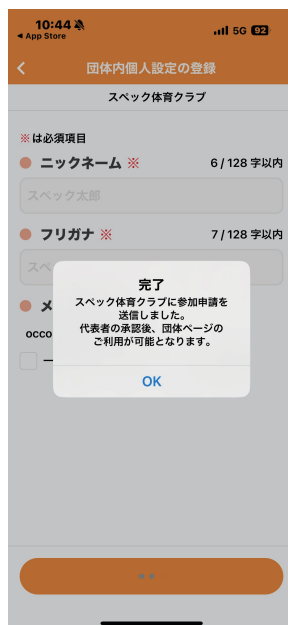 10:44
5G 92
◀ App Store
団体内個人設定の登録
スペック体育クラブ
※は必須項目
ニックネーム ※ 6 / 128 字以内
スペック太郎
フリガナ ※ 7 / 128 字以内
スペ
メ
occo
完了
スペック体育クラブに参加申請を
送信しました。
代表者の承認後、団体ページの
ご利用が可能となります。
OK